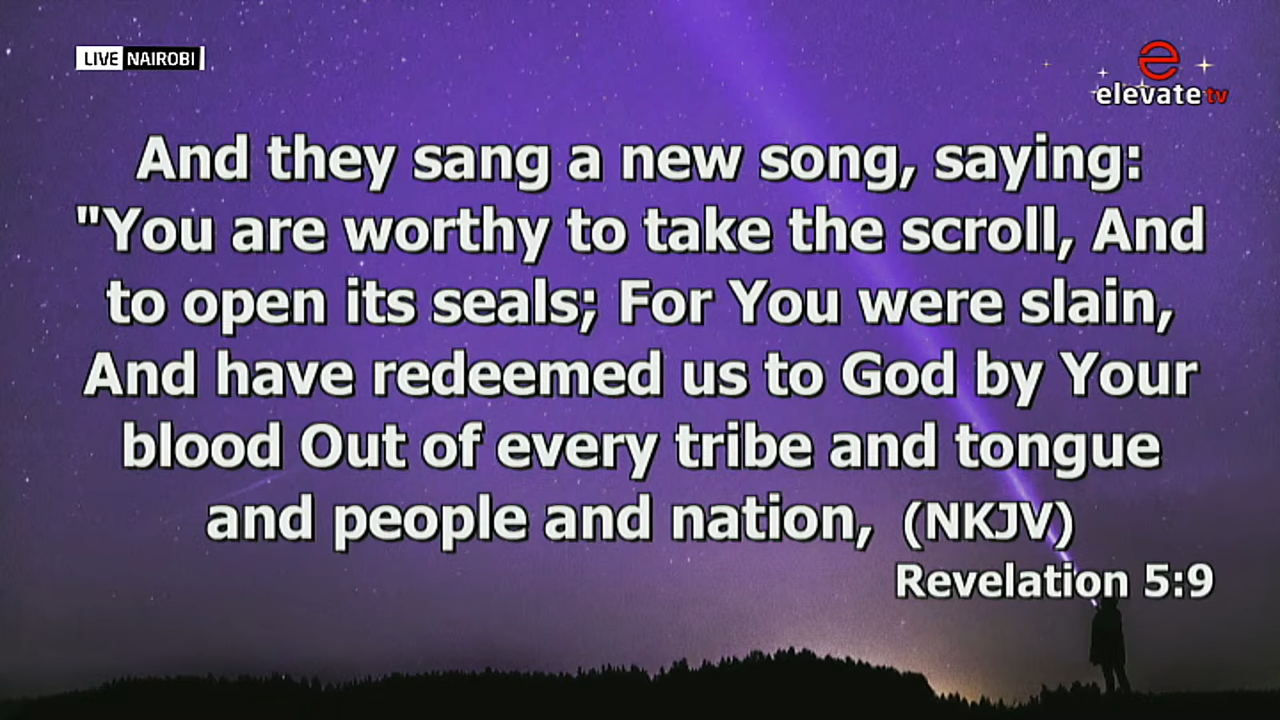 LIVE NAIROBI
e
elevate tv
And they sang a new song, saying:
"You are worthy to take the scroll, And
to open its seals; For You were slain,
And have redeemed us to God by Your
blood Out of every tribe and tongue
and people and nation, (NKJV)
Revelation 5:9